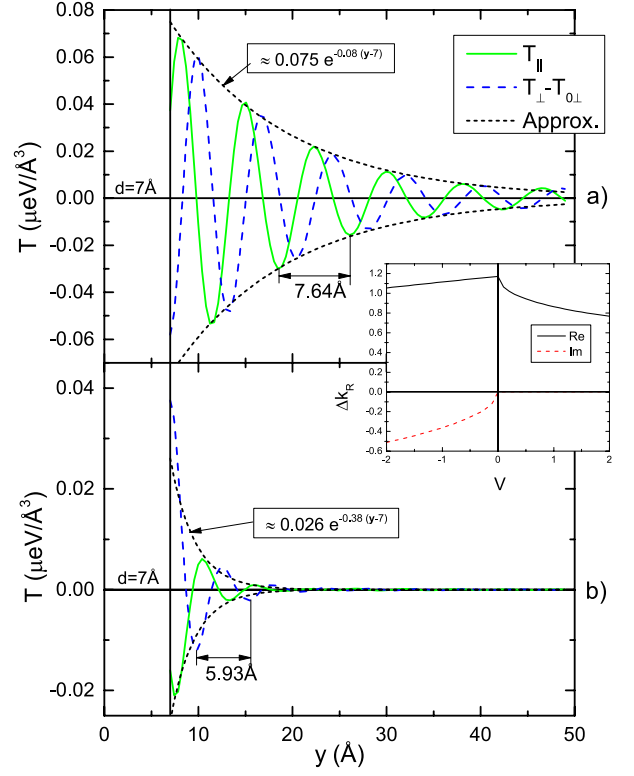 0.08
≈ 0.075 e^-0.08 (y-7)
T∥
T⊥-T0⊥
Approx.
0.06
0.04
0.02
0.00
-0.02
-0.04
-0.06
T (µeV/Å³)
d=7Å
a)
7.64Å
1.2
1.0
0.8
0.6
0.4
0.2
0.0
-0.2
-0.4
-0.6
Re
Im
Δk_R
-2 -1 0 1 2
V
0.04
0.02
0.00
-0.02
T (µeV/Å³)
≈ 0.026 e^-0.38 (y-7)
d=7Å
b)
5.93Å
0 10 20 30 40 50
y (Å)